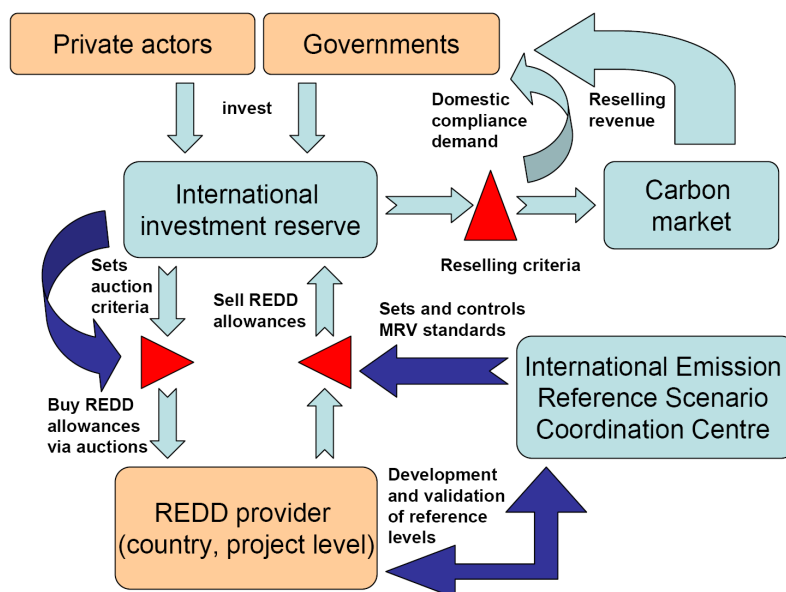 Private actors
Governments
invest
Domestic
compliance
demand
Reselling
revenue
International
investment reserve
Carbon
market
Reselling criteria
Sets
auction
criteria
Sell REDD
allowances
Sets and controls
MRV standards
International Emission
Reference Scenario
Coordination Centre
Buy REDD
allowances
via auctions
REDD provider
(country, project level)
Development
and validation
of reference
levels